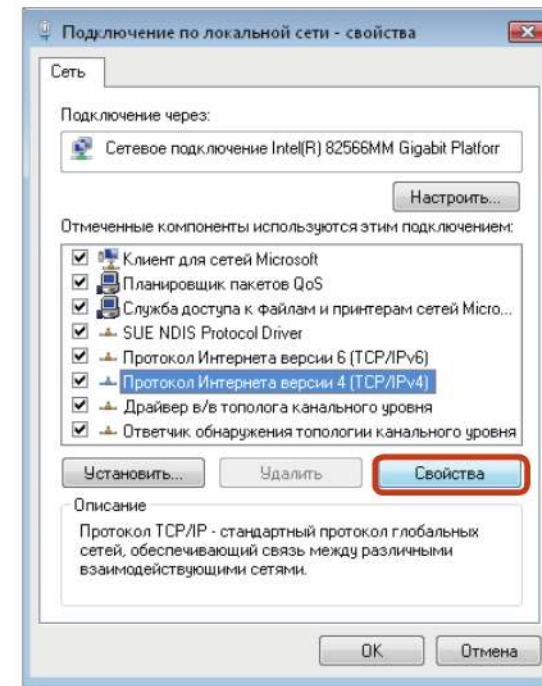 Подключение по локальной сети - свойства
Сеть
Подключение через:
Сетевое подключение Intel(R) 82566MM Gigabit Platforr
Настроить...
Отмеченные компоненты используются этим подключением:
Клиент для сетей Microsoft
Планировщик пакетов QoS
Служба доступа к файлам и принтерам сетей Micro...
SUE NDIS Protocol Driver
Протокол Интернета версии 6 (TCP/IPv6)
Протокол Интернета версии 4 (TCP/IPv4)
Драйвер в/в тополога канального уровня
Ответчик обнаружения топологии канального уровня
Установить...
Удалить
Свойства
Описание
Протокол TCP/IP - стандартный протокол глобальных
сетей, обеспечивающий связь между различными
взаимодействующими сетями.
OK
Отмена